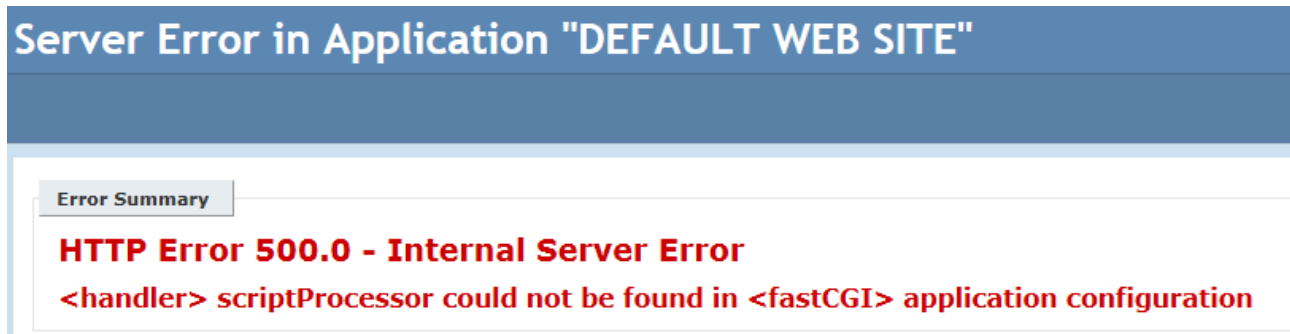 Server Error in Application "DEFAULT WEB SITE"
Error Summary
HTTP Error 500.0 - Internal Server Error
<handler> scriptProcessor could not be found in <fastCGI> application configuration